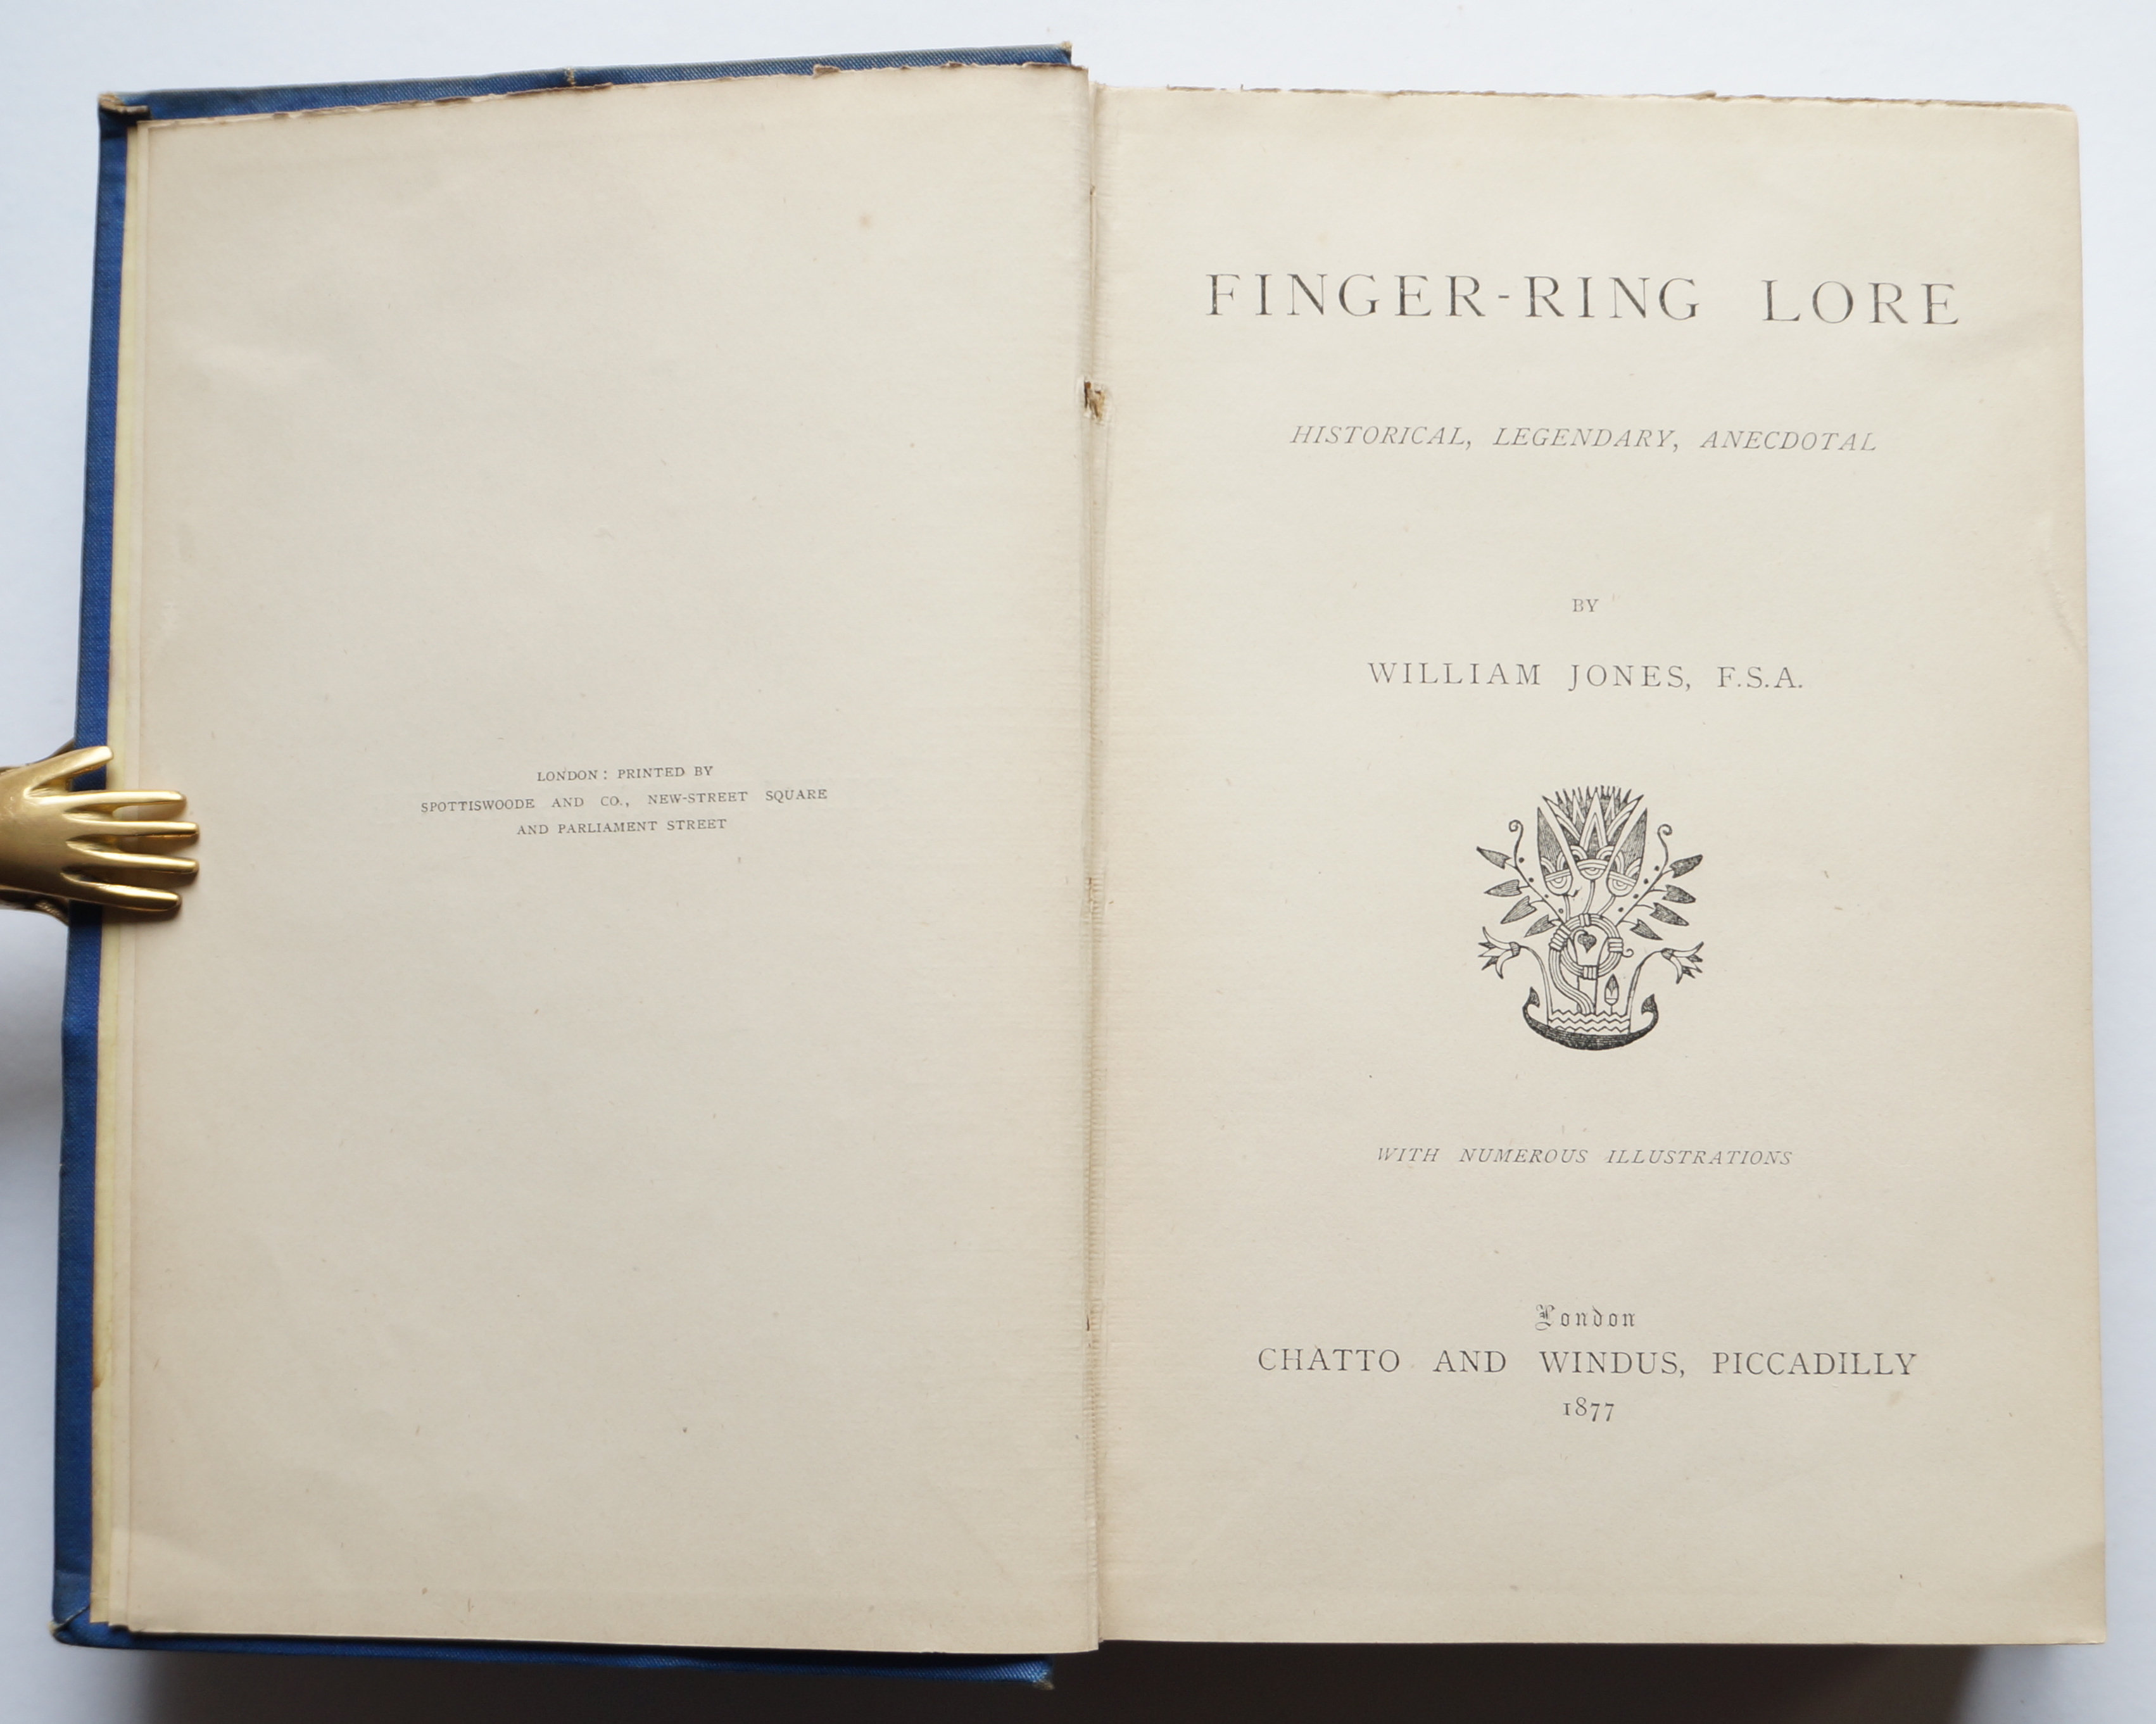 LONDON : PRINTED BY
SPOTTISWOODE AND CO., NEW-STREET SQUARE
AND PARLIAMENT STREET
FINGER-RING LORE
HISTORICAL, LEGENDARY, ANECDOTAL
BY
WILLIAM JONES, F.S.A.
WITH NUMEROUS ILLUSTRATIONS
London
CHATTO AND WINDUS, PICCADILLY
1877